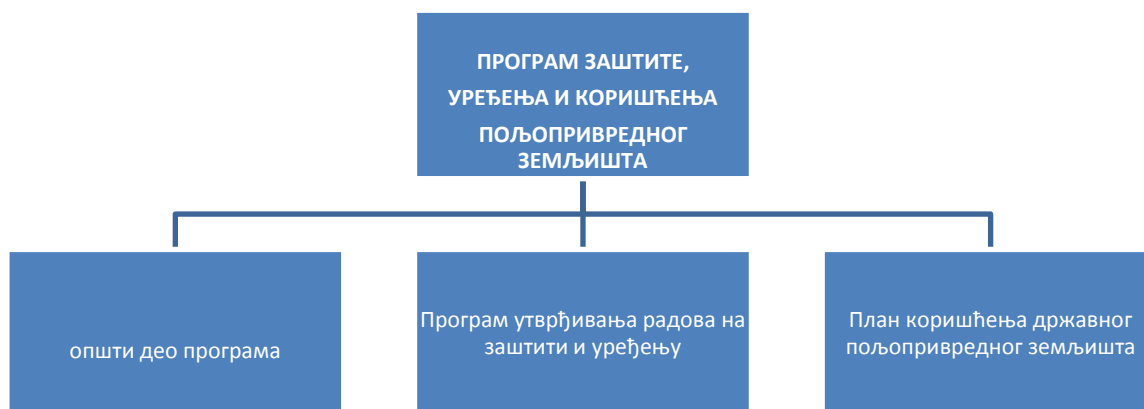 ПРОГРАМ ЗАШТИТЕ,
УРЕЂЕЊА И КОРИШЋЕЊА
ПОЉОПРИВРЕДНОГ
ЗЕМЉИШТА
општи део програма
Програм утврђивања радова на
заштити и уређењу
План коришћења државног
пољопривредног земљишта